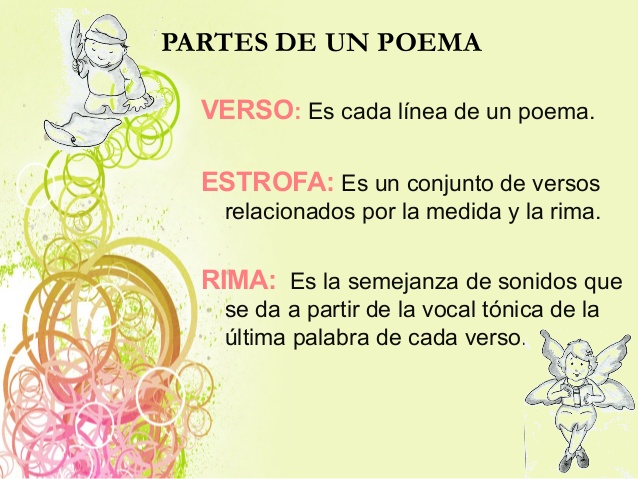 PARTES DE UN POEMA
VERSO: Es cada línea de un poema.
ESTROFA: Es un conjunto de versos
relacionados por la medida y la rima.
RIMA: Es la semejanza de sonidos que
se da a partir de la vocal tónica de la
última palabra de cada verso.